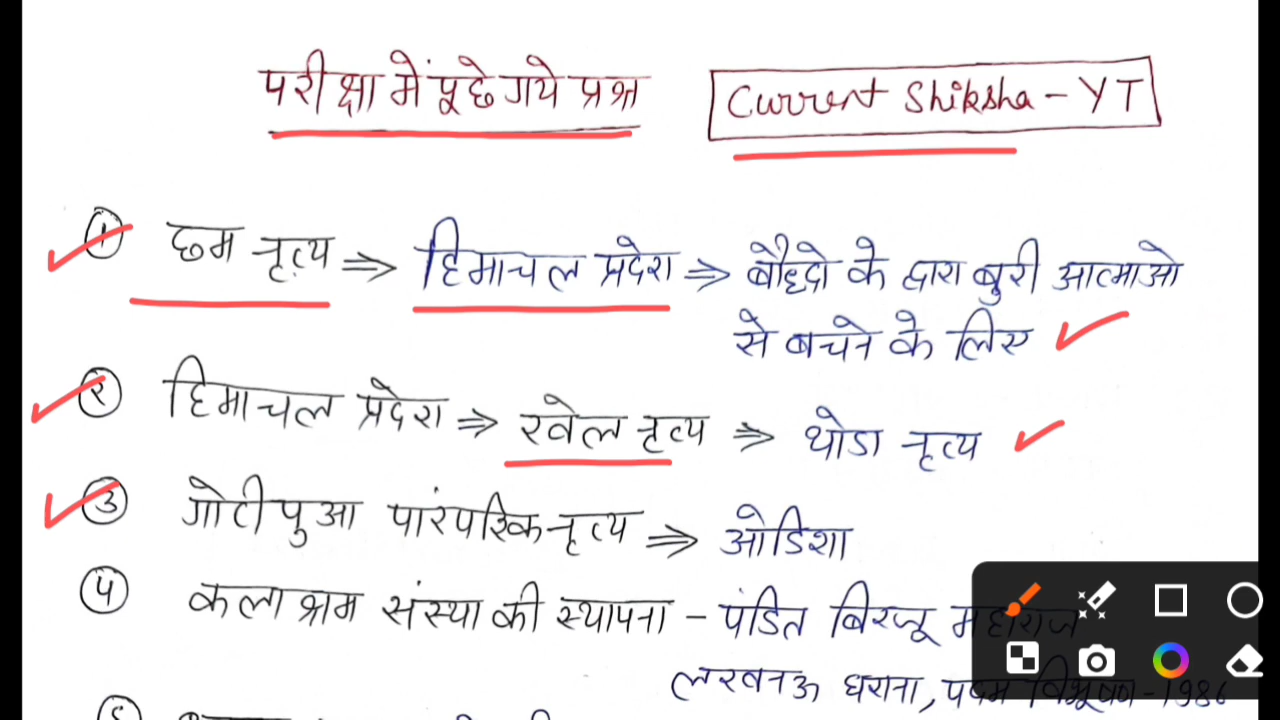 परीक्षा में पूछे गये प्रश्न
Current Shiksha - YT
① छम नृत्य ⇒ हिमाचल प्रदेश ⇒ बौद्दो के द्वारा बुरी आत्माओ
से बचने के लिए
② हिमाचल प्रदेश ⇒ खेल नृत्य ⇒ थोडा नृत्य
③ गोटीपुआ पारंपरिक नृत्य ⇒ ओडिशा
④ कलाश्रम संस्था की स्थापना - पंडित बिरजू महाराज
लखनऊ घराना, पदम विभूषण - 1986